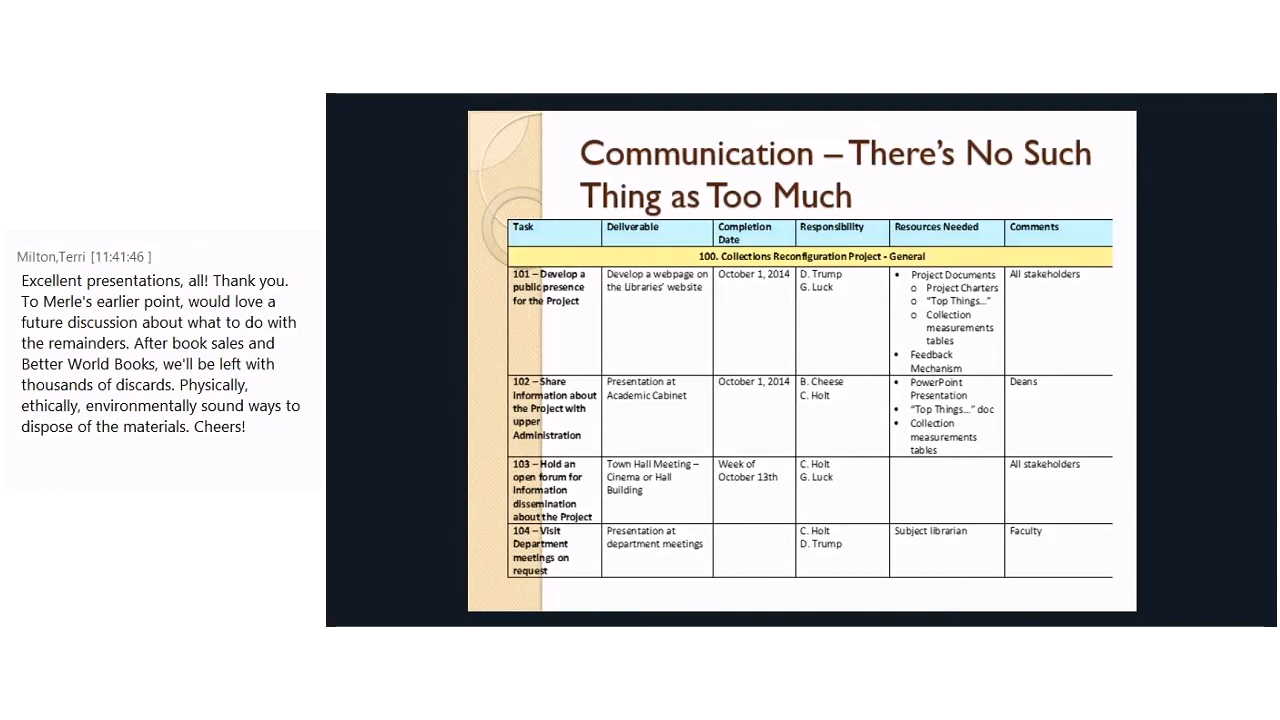 Milton,Terri [11:41:46 ]
Excellent presentations, all! Thank you.
To Merle's earlier point, would love a
future discussion about what to do with
the remainders. After book sales and
Better World Books, we'll be left with
thousands of discards. Physically,
ethically, environmentally sound ways to
dispose of the materials. Cheers!
Communication – There's No Such
Thing as Too Much
Task
Deliverable
Completion
Date
Responsibility
Resources Needed
Comments
100. Collections Reconfiguration Project - General
101 – Develop a
public presence
for the Project
Develop a webpage on
the Libraries' website
October 1, 2014
D. Trump
G. Luck
• Project Documents
o Project Charters
o "Top Things…"
o Collection
measurements
tables
• Feedback
Mechanism
All stakeholders
102 – Share
Information about
the Project with
upper
Administration
Presentation at
Academic Cabinet
October 1, 2014
B. Cheese
C. Holt
• PowerPoint
Presentation
• "Top Things…" doc
• Collection
measurements
tables
Deans
103 – Hold an
open forum for
information
dissemination
about the Project
Town Hall Meeting –
Cinema or Hall
Building
Week of
October 13th
C. Holt
G. Luck
All stakeholders
104 – Visit
Department
meetings on
request
Presentation at
department meetings
C. Holt
D. Trump
Subject librarian
Faculty